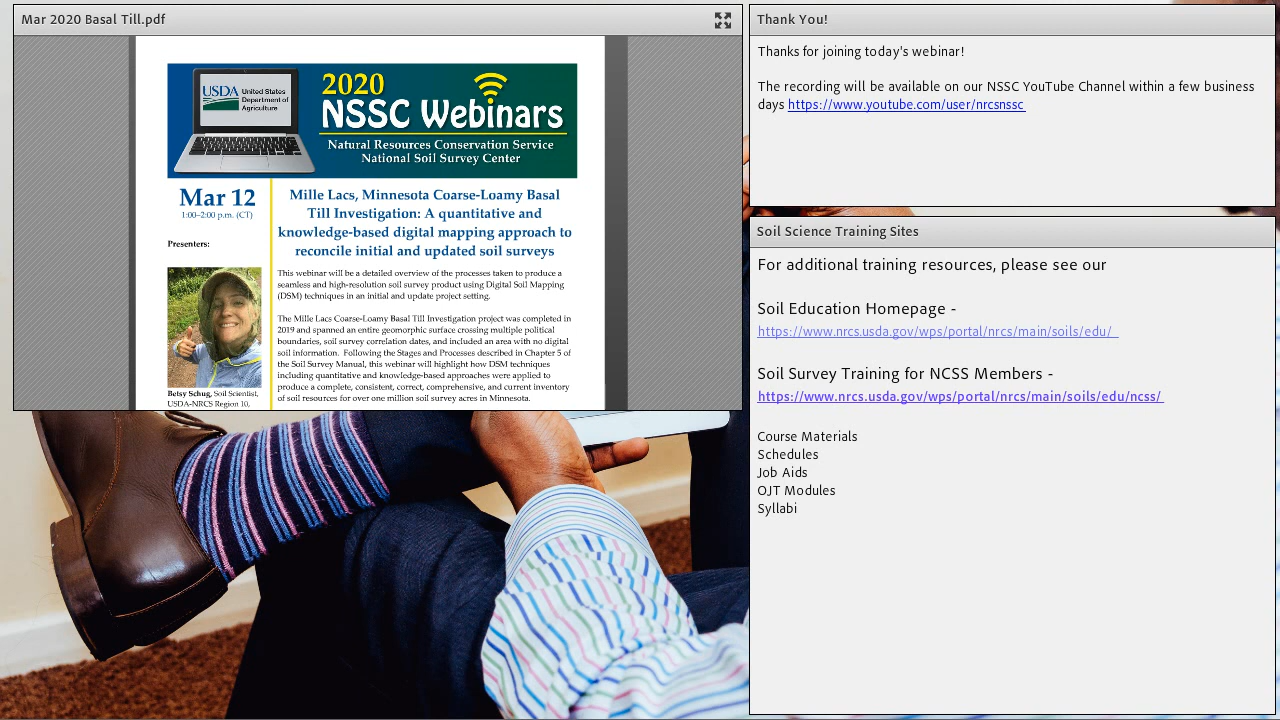 Mar 2020 Basal Till.pdf
USDA United States
Department of
Agriculture
2020
NSSC Webinars
Natural Resources Conservation Service
National Soil Survey Center
Mar 12
1:00–2:00 p.m. (CT)
Presenters:
Betsy Schug, Soil Scientist,
USDA-NRCS Region 10,
Mille Lacs, Minnesota Coarse-Loamy Basal
Till Investigation: A quantitative and
knowledge-based digital mapping approach to
reconcile initial and updated soil surveys
This webinar will be a detailed overview of the processes taken to produce a
seamless and high-resolution soil survey product using Digital Soil Mapping
(DSM) techniques in an initial and update project setting.
The Mille Lacs Coarse-Loamy Basal Till Investigation project was completed in
2019 and spanned an entire geomorphic surface crossing multiple political
boundaries, soil survey correlation dates, and included an area with no digital
soil information. Following the Stages and Processes described in Chapter 5 of
the Soil Survey Manual, this webinar will highlight how DSM techniques
including quantitative and knowledge-based approaches were applied to
produce a complete, consistent, correct, comprehensive, and current inventory
of soil resources for over one million soil survey acres in Minnesota.
Thank You!
Thanks for joining today's webinar!
The recording will be available on our NSSC YouTube Channel within a few business
days https://www.youtube.com/user/nrcsnssc
Soil Science Training Sites
For additional training resources, please see our
Soil Education Homepage -
https://www.nrcs.usda.gov/wps/portal/nrcs/main/soils/edu/
Soil Survey Training for NCSS Members -
https://www.nrcs.usda.gov/wps/portal/nrcs/main/soils/edu/ncss/
Course Materials
Schedules
Job Aids
OJT Modules
Syllabi